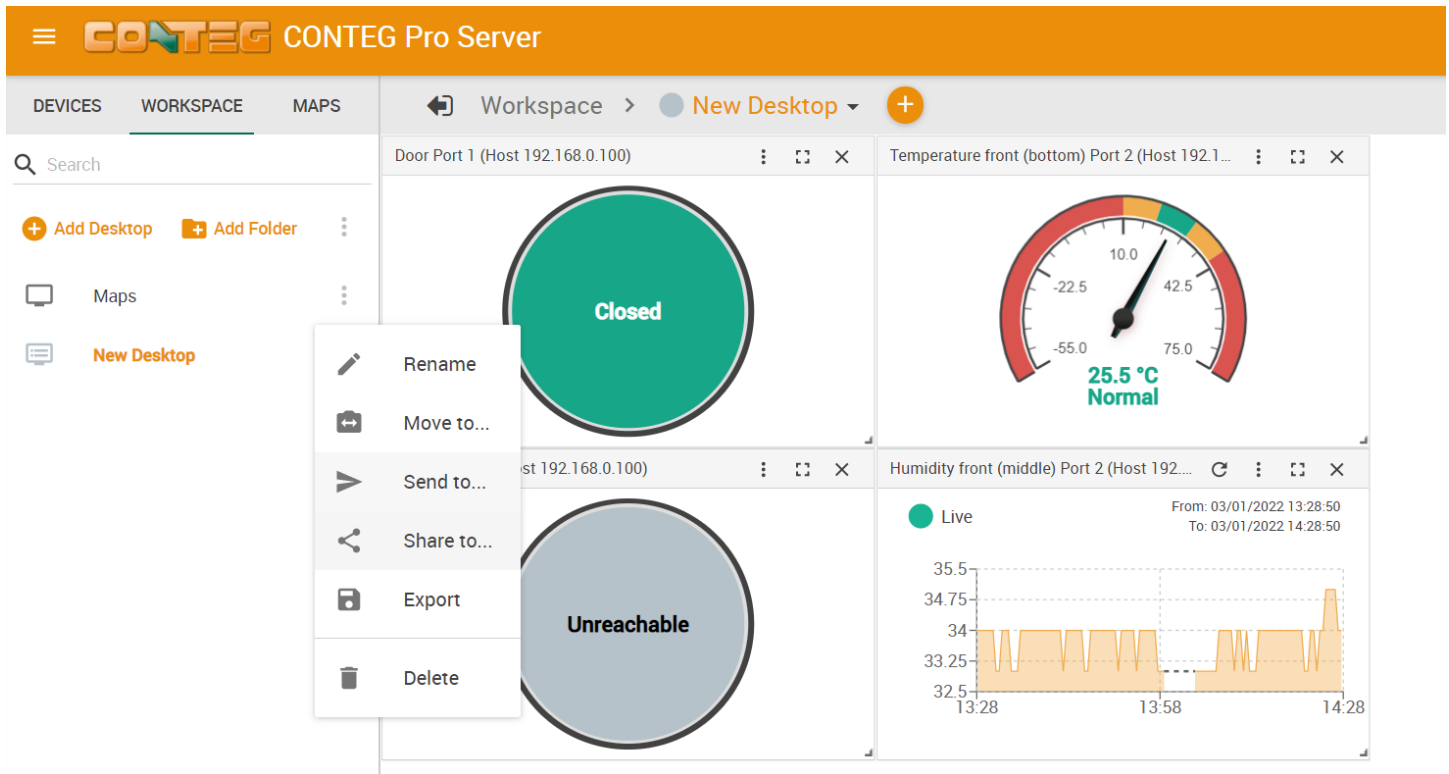 CONTEG CONTEG Pro Server
DEVICES WORKSPACE MAPS
Workspace > New Desktop
Search
Add Desktop Add Folder
Maps
New Desktop
Rename
Move to...
Send to...
Share to...
Export
Delete
Door Port 1 (Host 192.168.0.100)
Closed
Temperature front (bottom) Port 2 (Host 192.1...
10.0
-22.5 42.5
-55.0 75.0
25.5 °C
Normal
192.168.0.100)
Unreachable
Humidity front (middle) Port 2 (Host 192....
Live
From: 03/01/2022 13:28:50
To: 03/01/2022 14:28:50
35.5
34.75
34
33.25
32.5
13:28 13:58 14:28